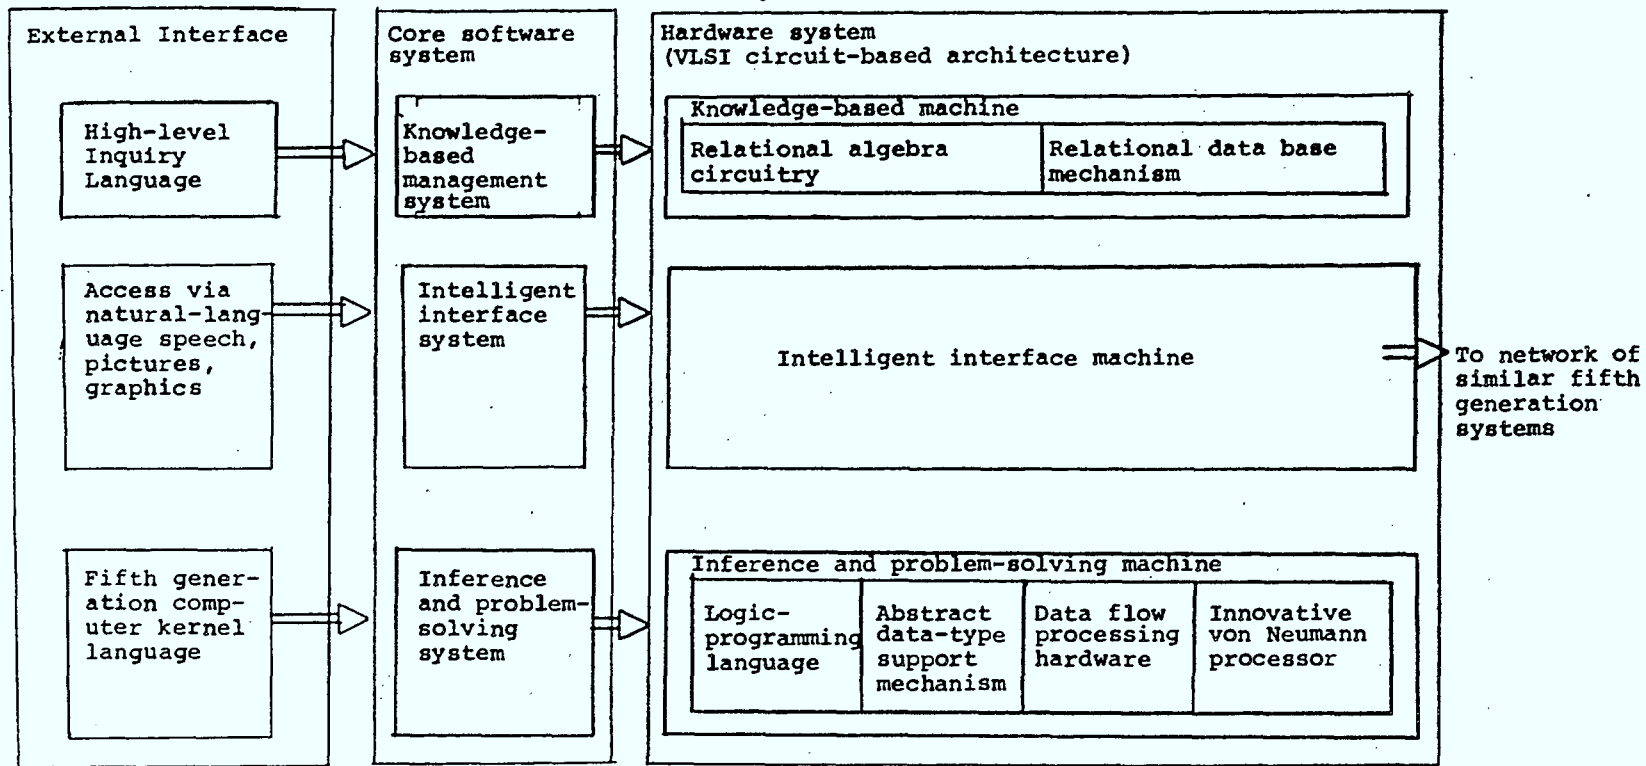 External Interface
High-level
Inquiry
Language
Access via
natural-lang-
uage speech,
pictures,
graphics
Fifth gener-
ation comp-
uter kernel
language
Core software
system
Knowledge-
based
management
system
Intelligent
interface
system
Inference
and problem-
solving
system
Hardware system
(VLSI circuit-based architecture)
Knowledge-based machine
Relational algebra
circuitry
Relational data base
mechanism
Intelligent interface machine
Inference and problem-solving machine
Logic-
programming
language
Abstract
data-type
support
mechanism
Data flow
processing
hardware
Innovative
von Neumann
processor
To network of
similar fifth
generation
systems